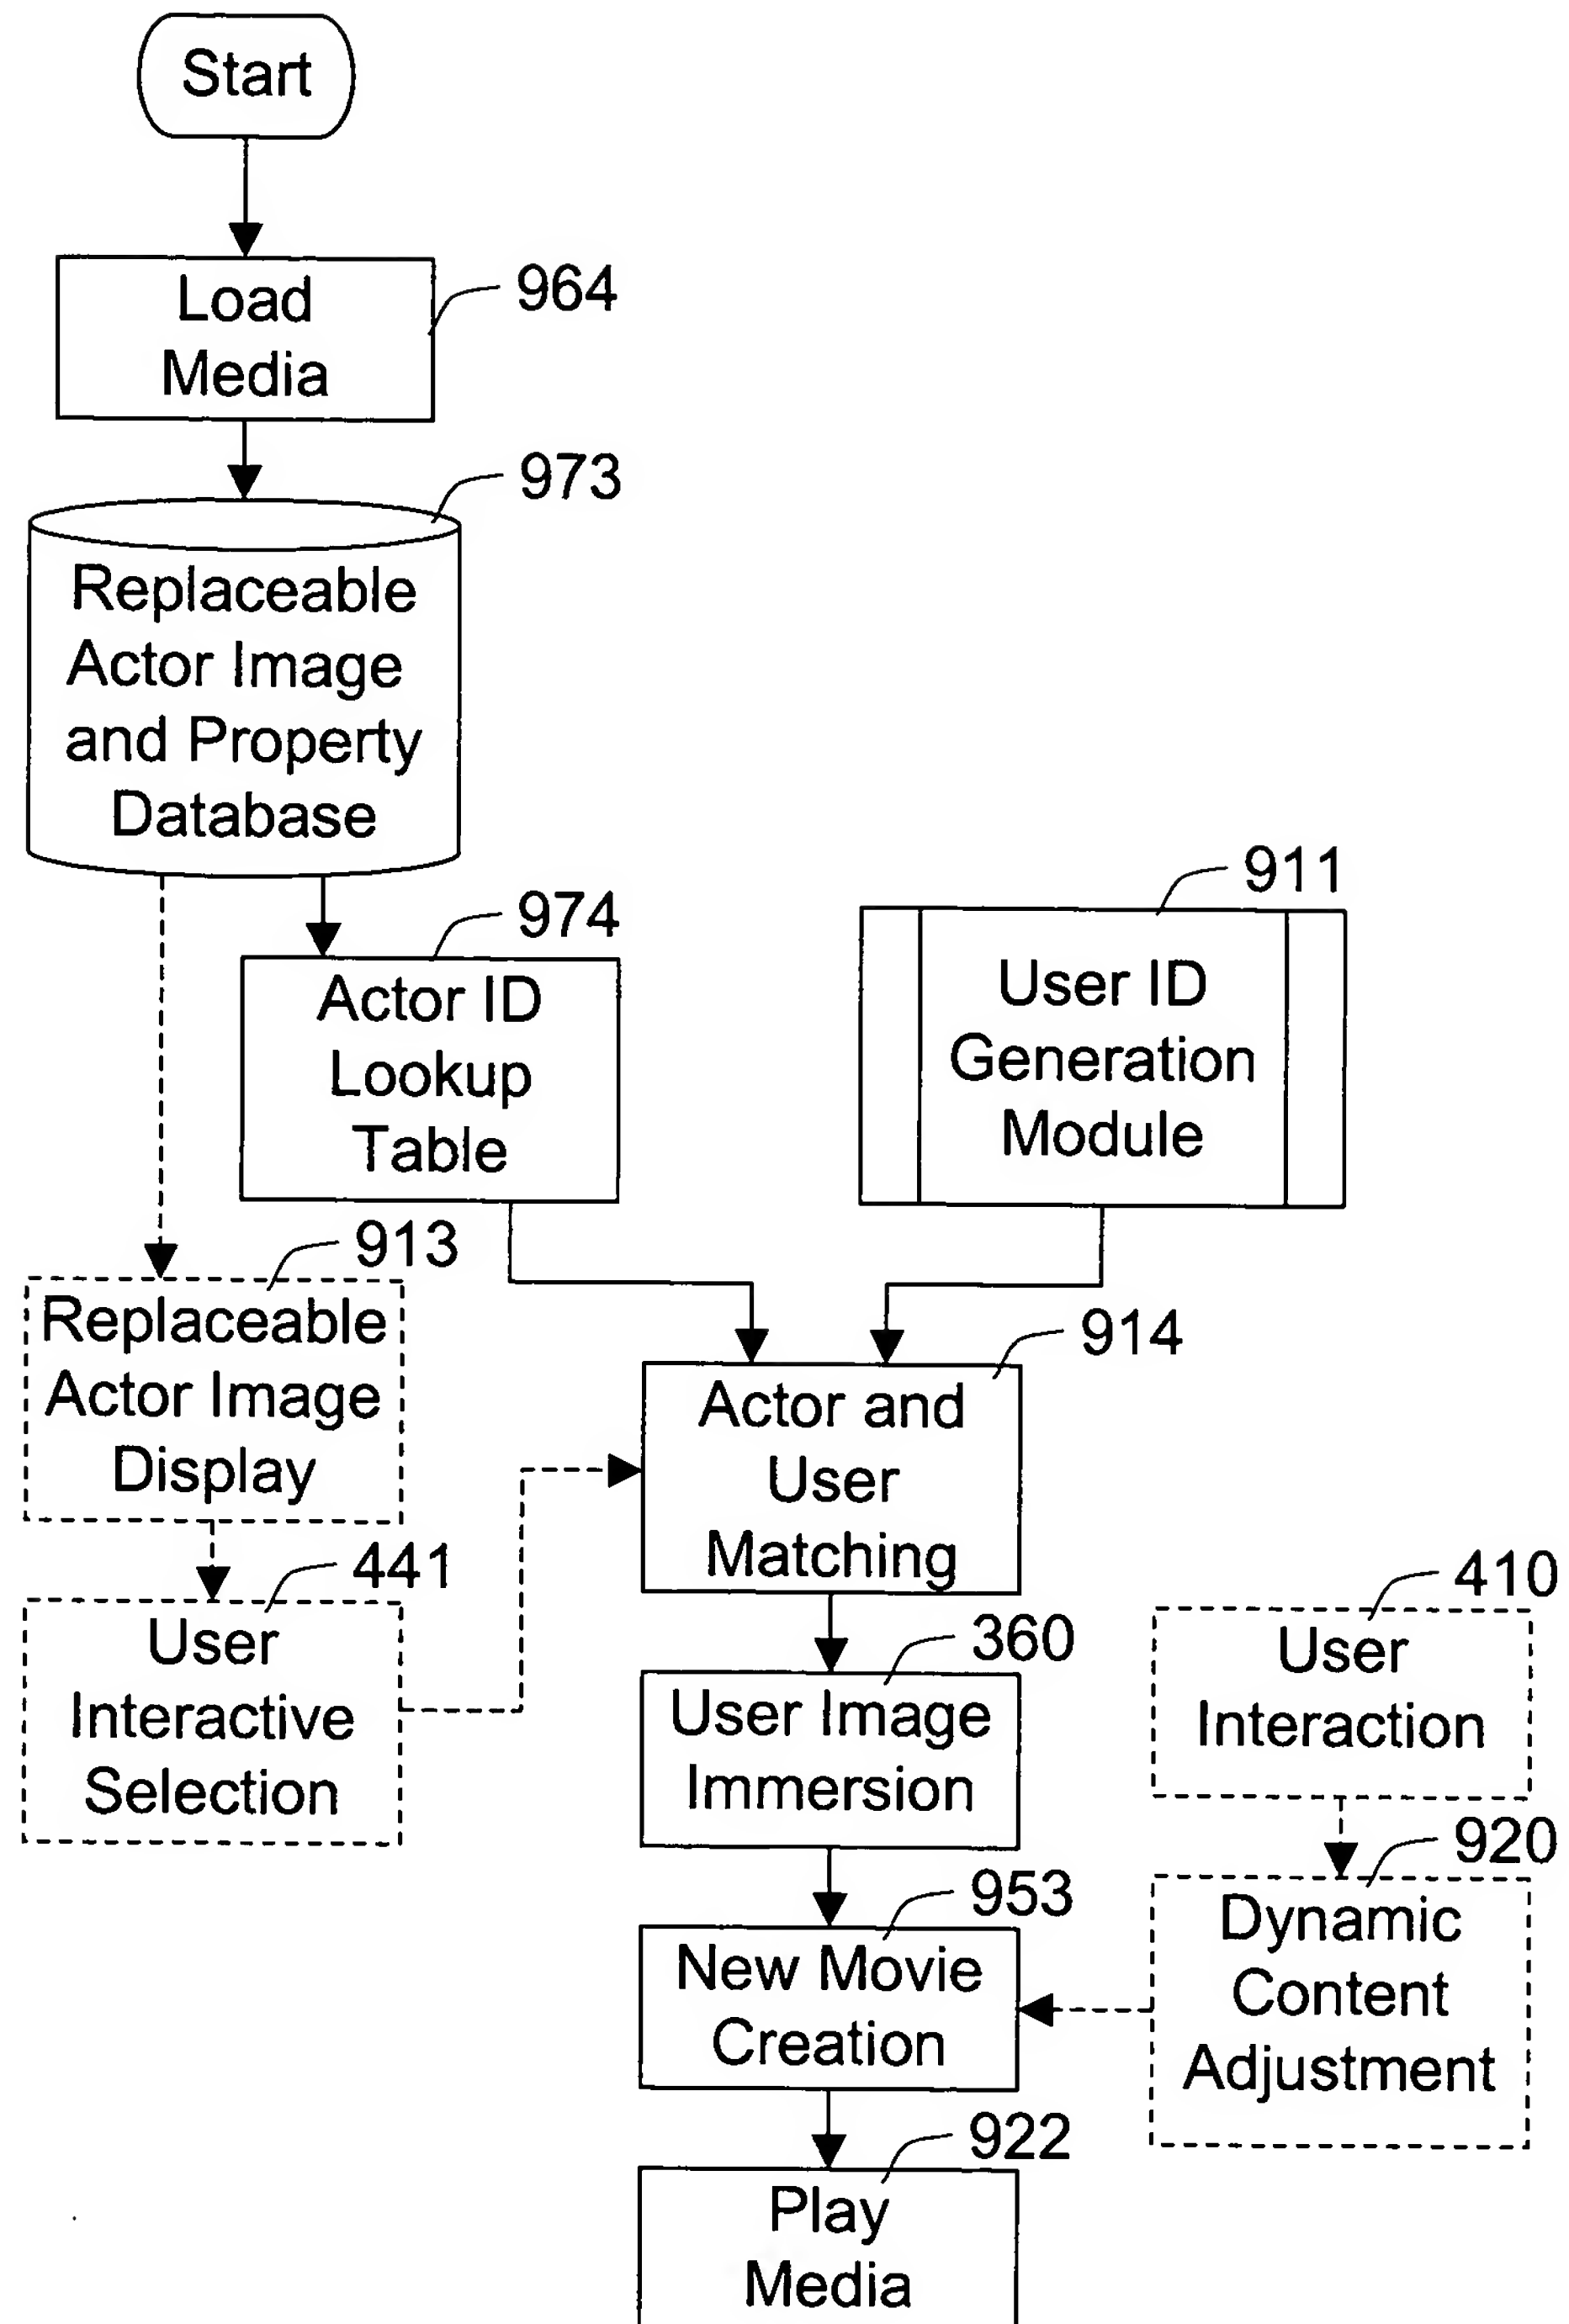 Start
964
Load
Media
973
Replaceable
Actor Image
and Property
Database
974
Actor ID
Lookup
Table
911
User ID
Generation
Module
913
Replaceable
Actor Image
Display
914
Actor and
User
Matching
441
User
Interactive
Selection
360
User Image
Immersion
410
User
Interaction
920
Dynamic
Content
Adjustment
953
New Movie
Creation
922
Play
Media